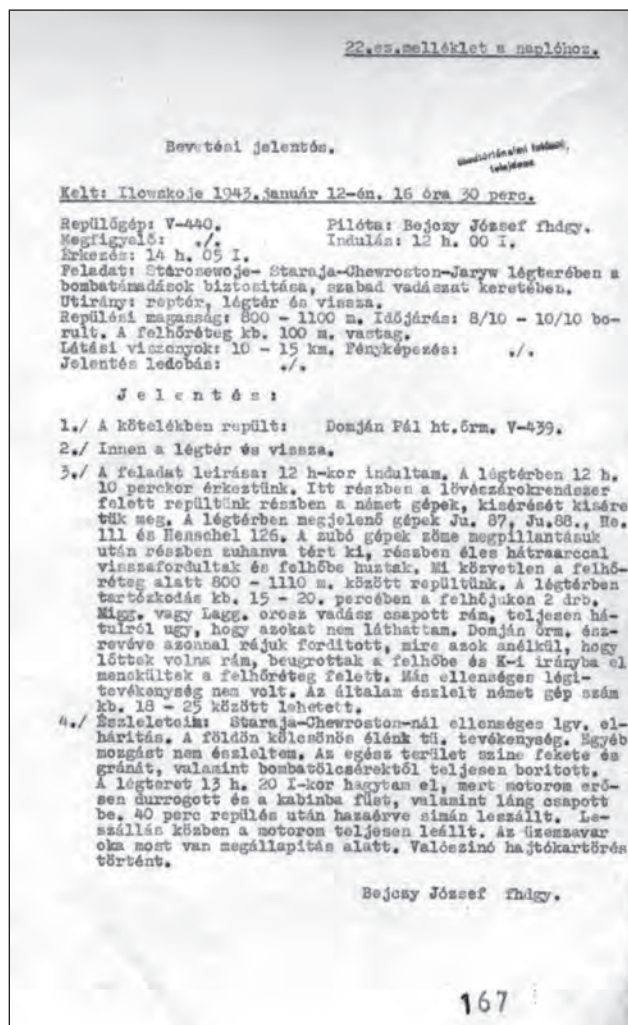 22.sz.melléklet a naplóhoz.
Bevetési jelentés.
Kelt: Ilowskoje 1943.január 12-én. 16 óra 30 perc.
Repülőgép: V-440. Pilóta: Bejczy József fhdgy.
Megfigyelő: ./. Indulás: 12 h. 00 I.
Érkezés: 14 h. 05 I.
Feladat: Stárosewoje- Staraja-Chewroston-Jaryw légterében a
bombatámadások biztosítása, szabad vadászat keretében.
Utirány: reptér, légtér és vissza.
Repülési magasság: 800 - 1100 m. Időjárás: 8/10 - 10/10 bo-
rult. A felhőréteg kb. 100 m. vastag.
Látási viszonyok: 10 - 15 km. Fényképezés: ./.
Jelentés ledobás: ./.
J e l e n t é s :
1./ A kötelékben repült: Domján Pál ht.őrm. V-439.
2./ Innen a légtér és vissza.
3./ A feladat leirása: 12 h-kor indultam. A légtérben 12 h.
10 perckor érkeztünk. Itt részben a lövészárokrendszer
felett repültünk részben a német gépek, kisérését kisére
tük meg. A légtérben megjelenő gépek Ju. 87, Ju.88., He.
111 és Henschel 126. A zubó gépek zöme megpillantásuk
után részben zuhanva tért ki, részben éles hátraarccal
visszafordultak és felhőbe huztak. Mi közvetlen a felhő-
réteg alatt 800 - 1110 m. között repültünk. A légtérben
tartózkodás kb. 15 - 20. percében a felhőjukon 2 drb.
Migg. vagy Lagg. orosz vadász csapott rám, teljesen há-
tulról ugy, hogy azokat nem láthattam. Domján őrm. ész-
revéve azonnal rájuk forditott, mire azok anélkül, hogy
lőttek volna rám, beugrottak a felhőbe és K-i irányba el
menekültek a felhőréteg felett. Más ellenséges légi-
tevékenység nem volt. Az általam észlelt német gép szám
kb. 18 - 25 között lehetett.
4./ Észleleteim: Staraja-Chewroston-nál ellenséges lgv. el-
háritás. A földön kölcsönös élénk tü. tevékenység. Egyéb
mozgást nem észleltem. Az egész terület szine fekete és
gránát, valamint bombatölcsérektől teljesen boritott.
A légteret 13 h. 20 I-kor hagytam el, mert motorom erő-
sen durrogott és a kabinba füst, valamint láng csapott
be. 40 perc repülés után hazaérve simán leszállt. Le-
szállás közben a motorom teljesen leállt. Az üzemzavar
oka most van megállapitás alatt. Valószinő hajtókartörés
történt.
Bejczy József fhdgy.
167